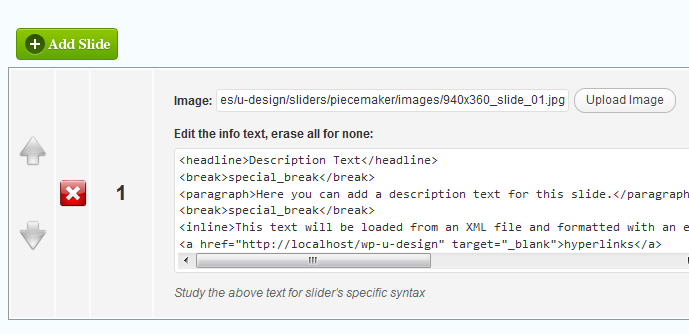 Add Slide
1
Image: es/u-design/sliders/piecemaker/images/940x360_slide_01.jpg Upload Image
Edit the info text, erase all for none:
<headline>Description Text</headline>
<break>special_break</break>
<paragraph>Here you can add a description text for this slide.</paragraph
<break>special_break</break>
<inline>This text will be loaded from an XML file and formatted with an e
<a href="http://localhost/wp-u-design" target="_blank">hyperlinks</a>
Study the above text for slider's specific syntax